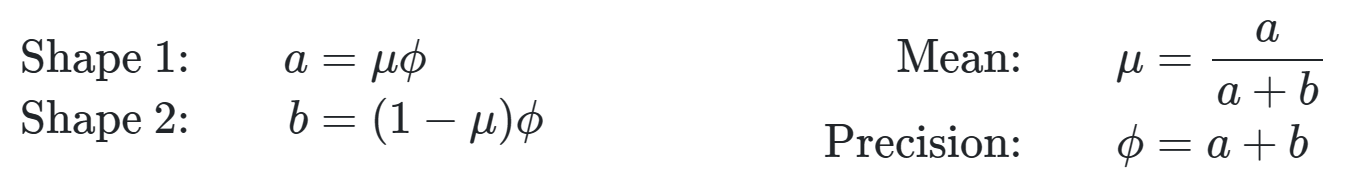 Shape 1: a = μϕ
Shape 2: b = (1 − μ)ϕ
Mean: μ = a / (a + b)
Precision: ϕ = a + b